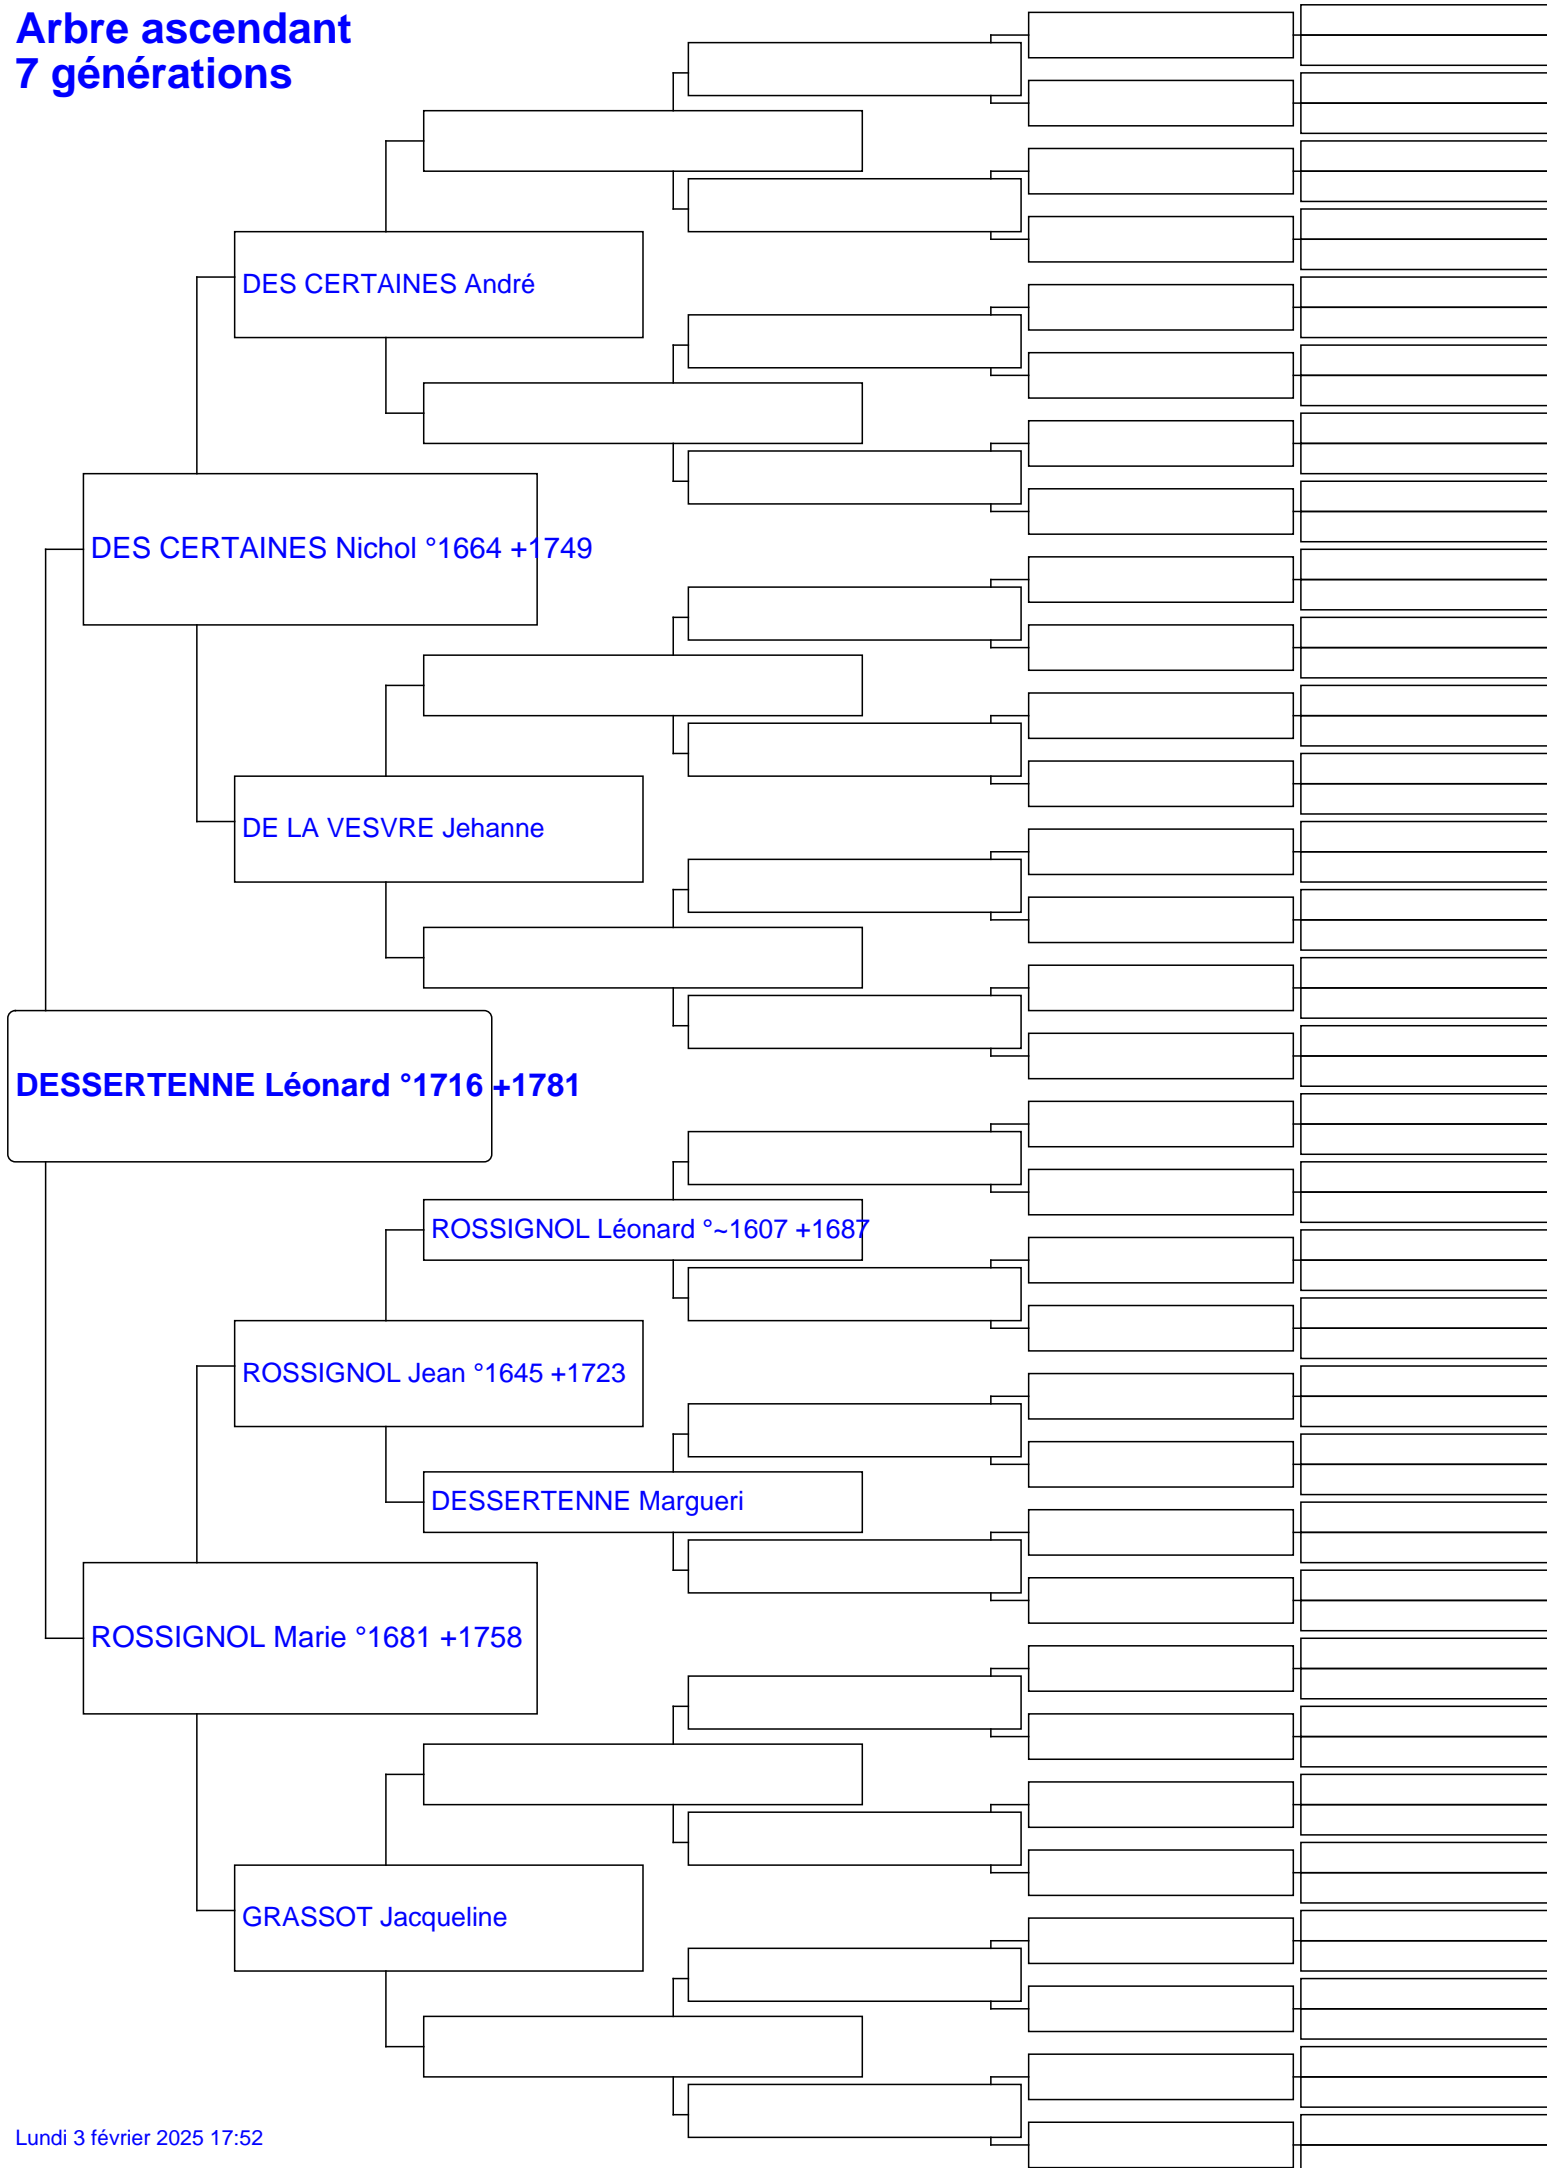 Arbre ascendant
7 générations
DES CERTAINES André
DES CERTAINES Nichol °1664 +1749
DE LA VESVRE Jehanne
DESSERTENNE Léonard °1716 +1781
ROSSIGNOL Léonard °~1607 +1687
ROSSIGNOL Jean °1645 +1723
DESSERTENNE Margueri
ROSSIGNOL Marie °1681 +1758
GRASSOT Jacqueline
Lundi 3 février 2025 17:52